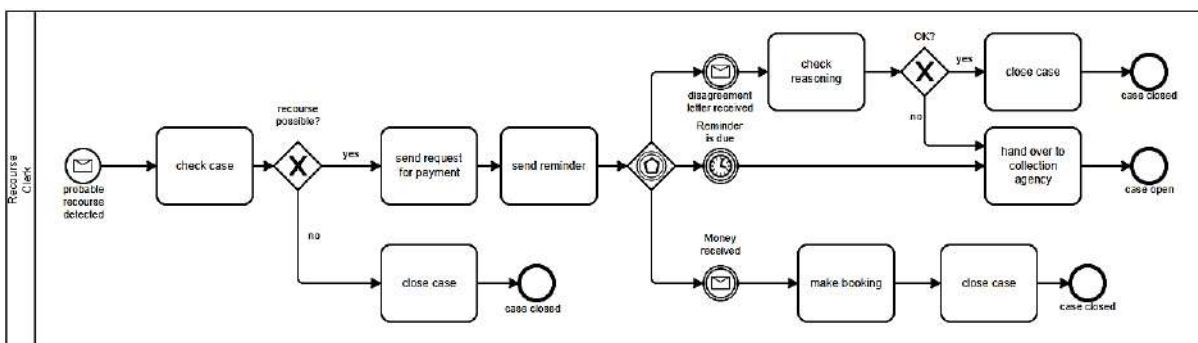 Recourse
Clerk
probable
recourse
detected
check case
recourse
possible?
yes
no
send request
for payment
send reminder
close case
case closed
disagreement
letter received
check
reasoning
OK?
yes
no
close case
case closed
Reminder
is due
hand over to
collection
agency
case open
Money
received
make booking
close case
case closed